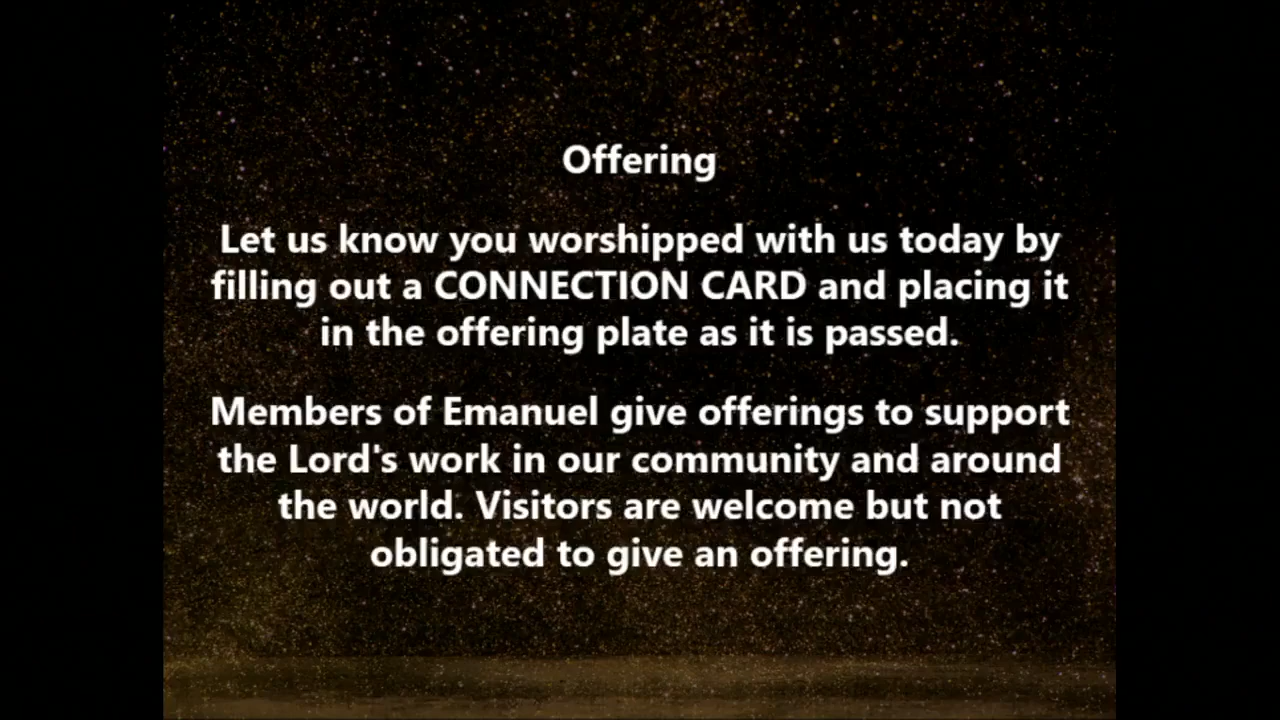 Offering
Let us know you worshipped with us today by
filling out a CONNECTION CARD and placing it
in the offering plate as it is passed.
Members of Emanuel give offerings to support
the Lord's work in our community and around
the world. Visitors are welcome but not
obligated to give an offering.